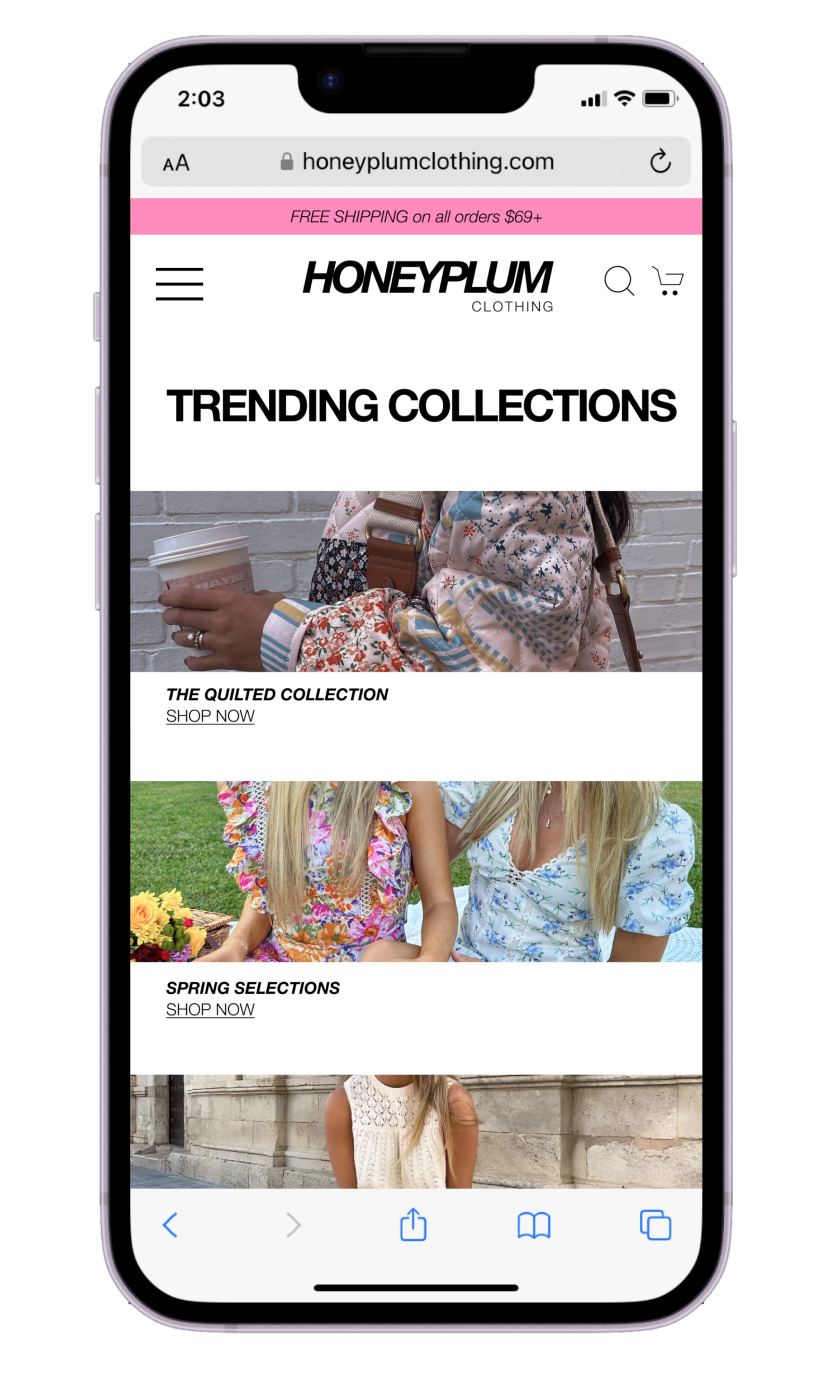 2:03
AA honeyplumclothing.com
FREE SHIPPING on all orders $69+
HONEYPLUM
CLOTHING
TRENDING COLLECTIONS
MAYBE
THE QUILTED COLLECTION
SHOP NOW
SPRING SELECTIONS
SHOP NOW